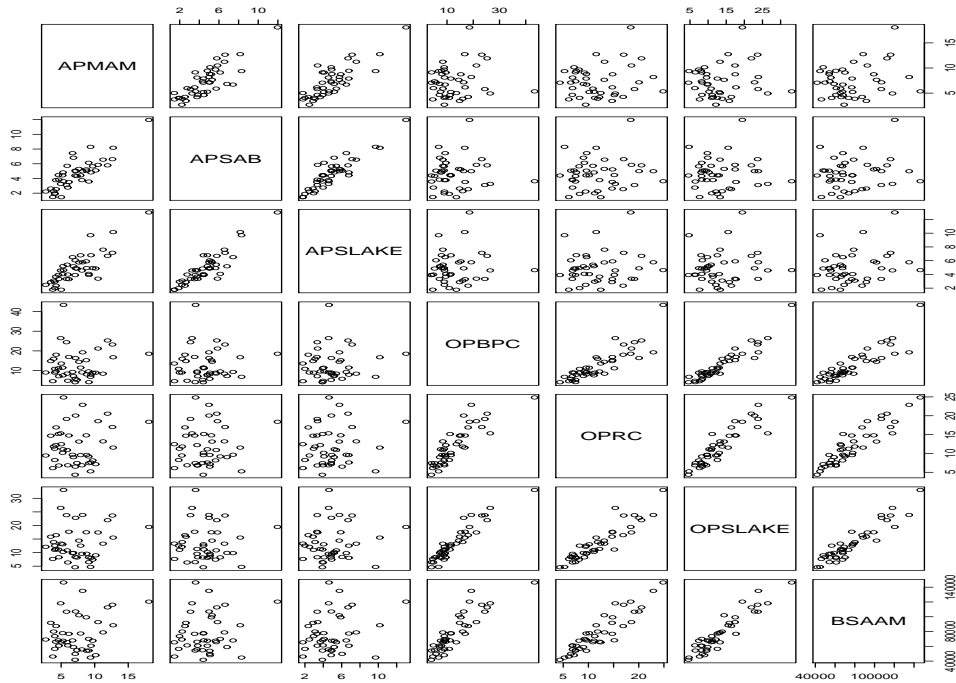 2 6 10
10 30
5 15 25
APMAM
5 10 15
2 4 6 8 10
APSAB
APSLAKE
2 4 6 8 10
10 20 30 40
OPBPC
OPRC
5 10 15 20 25
5 10 20 30
OPSLAKE
BSAAM
40000 80000 140000
5 10 15
2 6 10
5 10 20
40000 100000